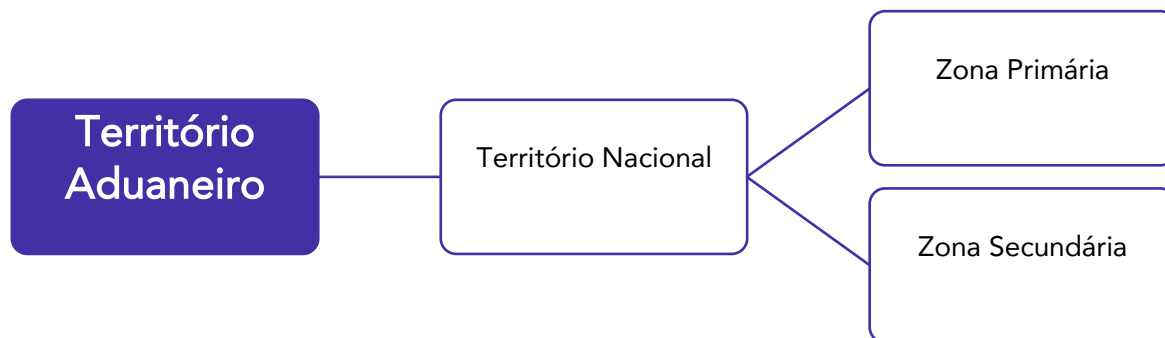 Território
Aduaneiro
Território Nacional
Zona Primária
Zona Secundária